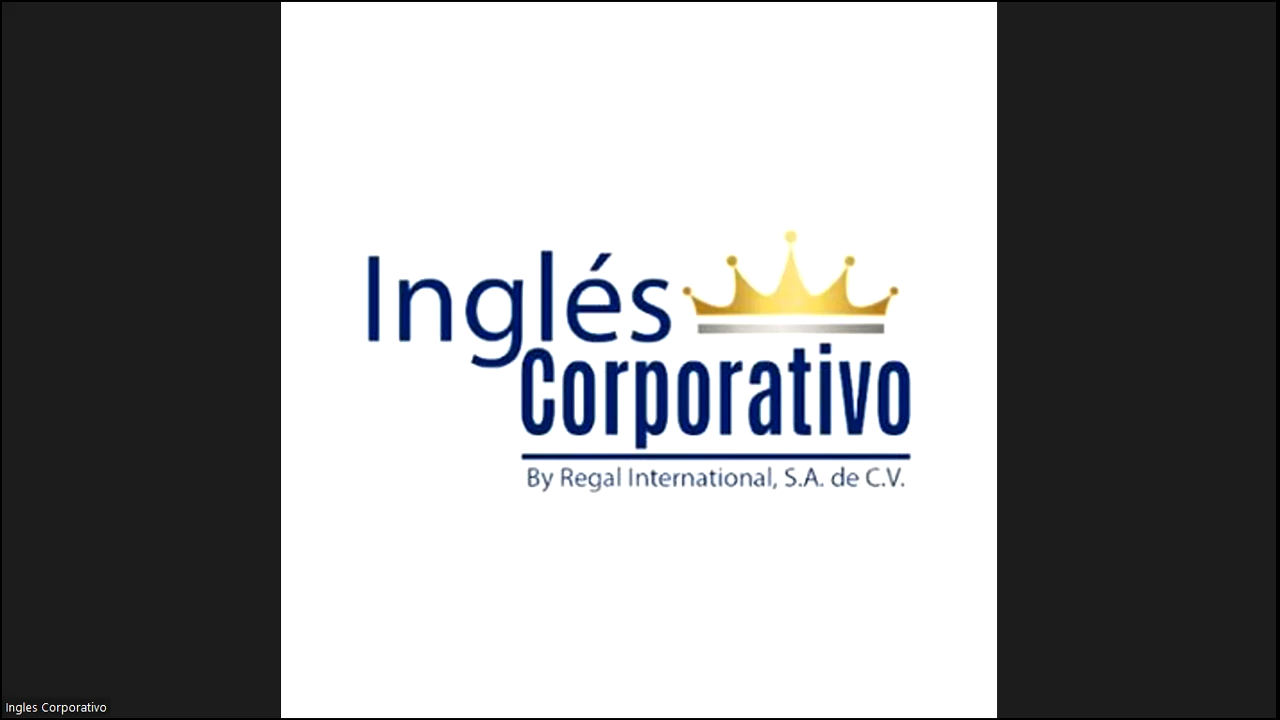 Inglés
Corporativo
By Regal International, S.A. de C.V.
Ingles Corporativo